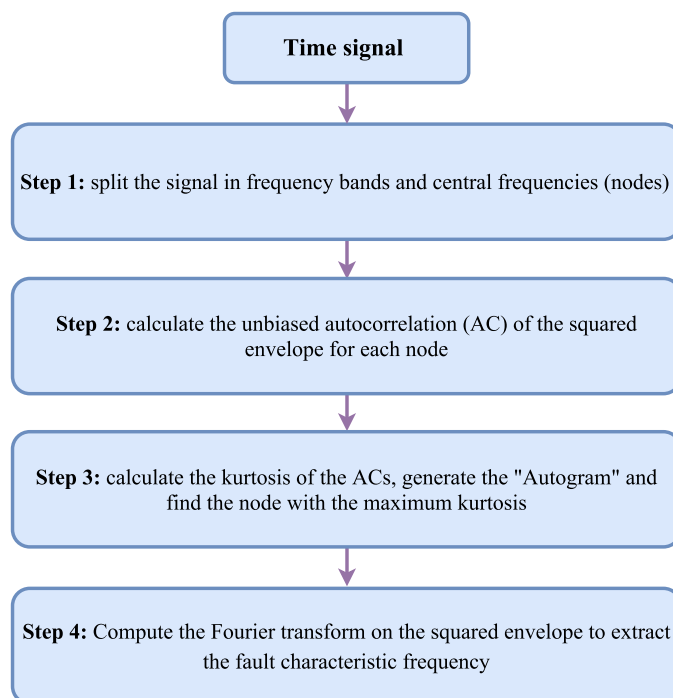 Time signal
Step 1: split the signal in frequency bands and central frequencies (nodes)
Step 2: calculate the unbiased autocorrelation (AC) of the squared
envelope for each node
Step 3: calculate the kurtosis of the ACs, generate the "Autogram" and
find the node with the maximum kurtosis
Step 4: Compute the Fourier transform on the squared envelope to extract
the fault characteristic frequency